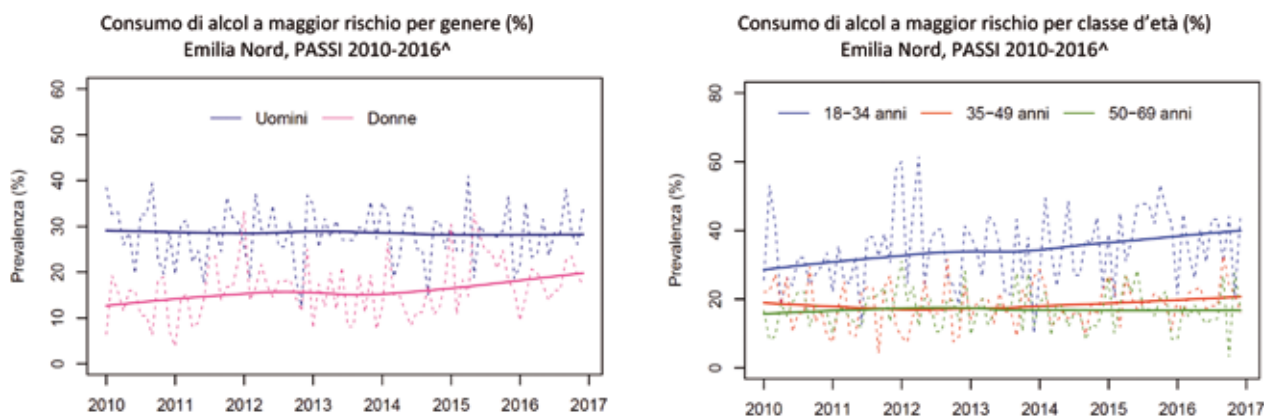 Consumo di alcol a maggior rischio per genere (%)
Emilia Nord, PASSI 2010-2016^
Prevalenza (%)
60
50
40
30
20
10
0
Uomini
Donne
2010 2011 2012 2013 2014 2015 2016 2017
Consumo di alcol a maggior rischio per classe d'età (%)
Emilia Nord, PASSI 2010-2016^
Prevalenza (%)
80
60
40
20
0
18−34 anni
35−49 anni
50−69 anni
2010 2011 2012 2013 2014 2015 2016 2017